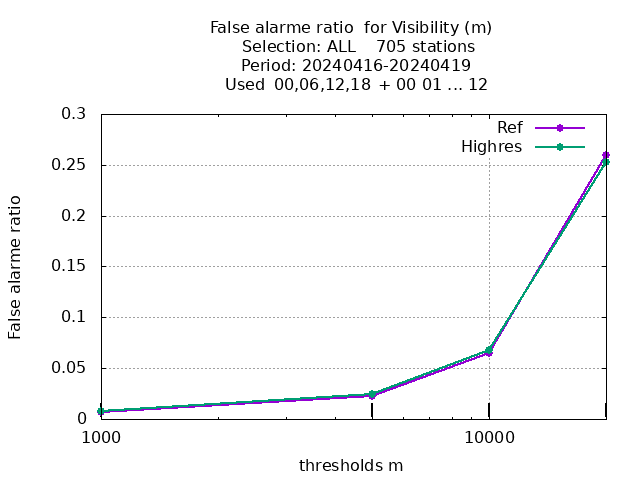 False alarme ratio  for Visibility (m)
Selection: ALL    705 stations
Period: 20240416-20240419
Used  00,06,12,18  + 00 01 ... 12
0.3
Ref
Highres
0.25
0.2
0.15
0.1
0.05
0
False alarme ratio
1000
10000
thresholds m